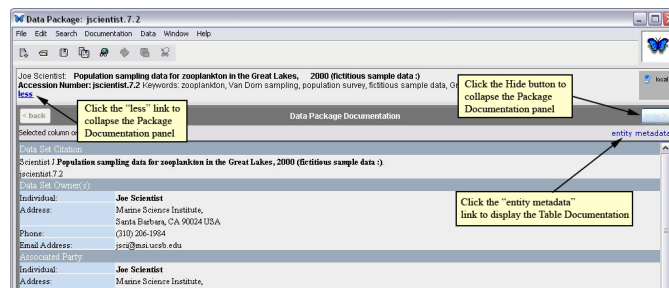 Data Package: jscientist.7.2
File Edit Search Documentation Data Window Help
Joe Scientist: Population sampling data for zooplankton in the Great Lakes, 2000 (fictitious sample data :)
Accession Number: jscientist.7.2 Keywords: zooplankton, Van Dorn sampling, population survey, fictitious sample data, Gr
less
local
Click the "less" link to
collapse the Package
Documentation panel
Click the Hide button to
collapse the Package
Documentation panel
< back
Data Package Documentation
Selected column or
entity metadata
Data Set Citation
Scientist J.Population sampling data for zooplankton in the Great Lakes, 2000 (fictitious sample data :).
jscientist.7.2
Data Set Owner(s):
Individual: Joe Scientist
Address: Marine Science Institute,
Santa Barbara, CA 90024 USA
Phone: (310) 206-1984
Email Address: jsci@msi.ucsb.edu
Click the "entity metadata"
link to display the Table Documentation
Associated Party:
Individual: Joe Scientist
Address: Marine Science Institute,